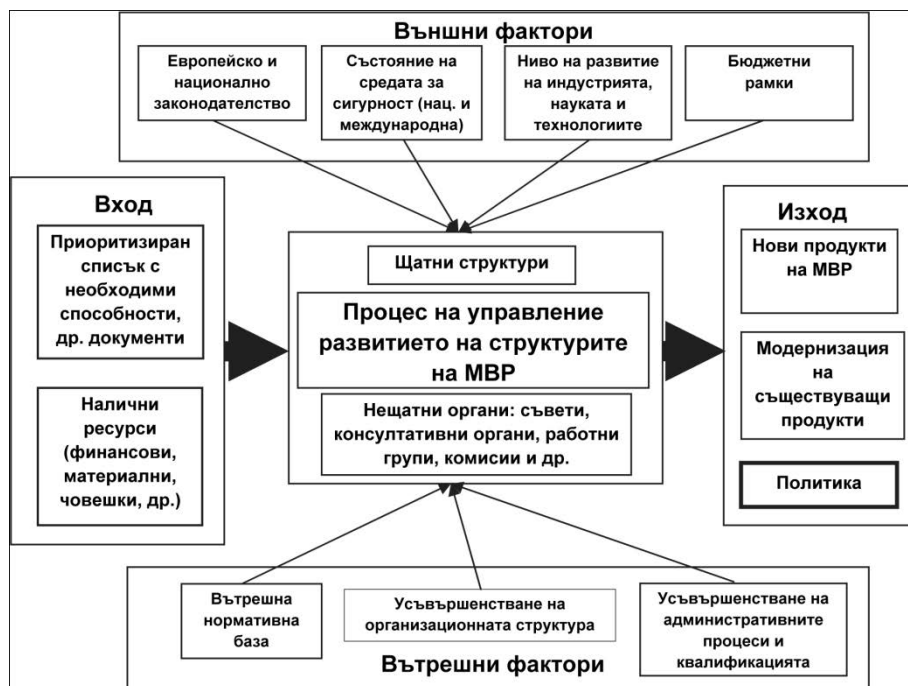 Външни фактори
Европейско и
национално
законодателство
Състояние на
средата за
сигурност (нац. и
международна)
Ниво на развитие
на индустрията,
науката и
технологиите
Бюджетни
рамки
Вход
Приоритизиран
списък с
необходими
способности,
др. документи
Налични
ресурси
(финансови,
материални,
човешки, др.)
Щатни структури
Процес на управление
развитието на структурите
на МВР
Нещатни органи: съвети,
консултативни органи, работни
групи, комисии и др.
Изход
Нови продукти
на МВР
Модернизация
на
съществуващи
продукти
Политика
Вътрешна
нормативна
база
Усъвършенстване на
организационната структура
Усъвършенстване на
административните
процеси и
квалификацията
Вътрешни фактори